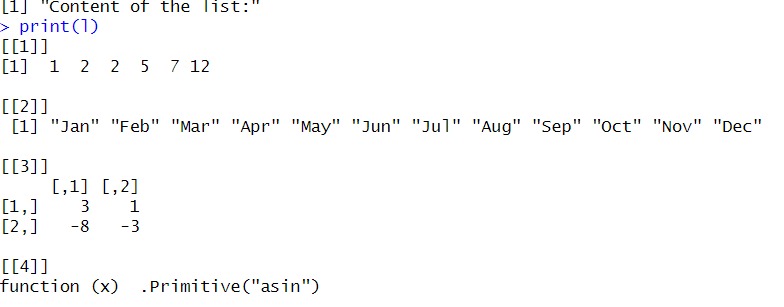 [1] "Content of the list:"
> print(l)
[[1]]
[1]  1  2  2  5  7 12
[[2]]
 [1] "Jan" "Feb" "Mar" "Apr" "May" "Jun" "Jul" "Aug" "Sep" "Oct" "Nov" "Dec"
[[3]]
     [,1] [,2]
[1,]    3    1
[2,]   -8   -3
[[4]]
function (x)  .Primitive("asin")